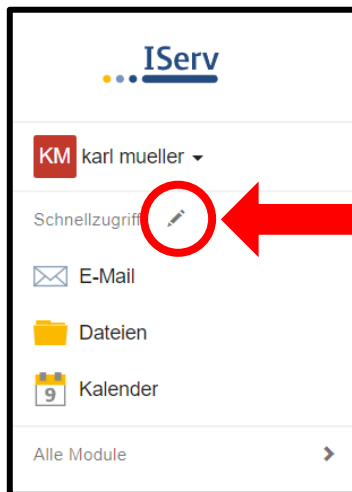 IServ
KM karl mueller
Schnellzugriff
E-Mail
Dateien
9 Kalender
Alle Module